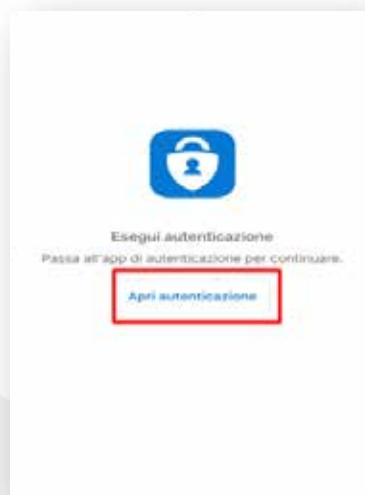 Esegui autenticazione
Passa all'app di autenticazione per continuare.
Apri autenticazione